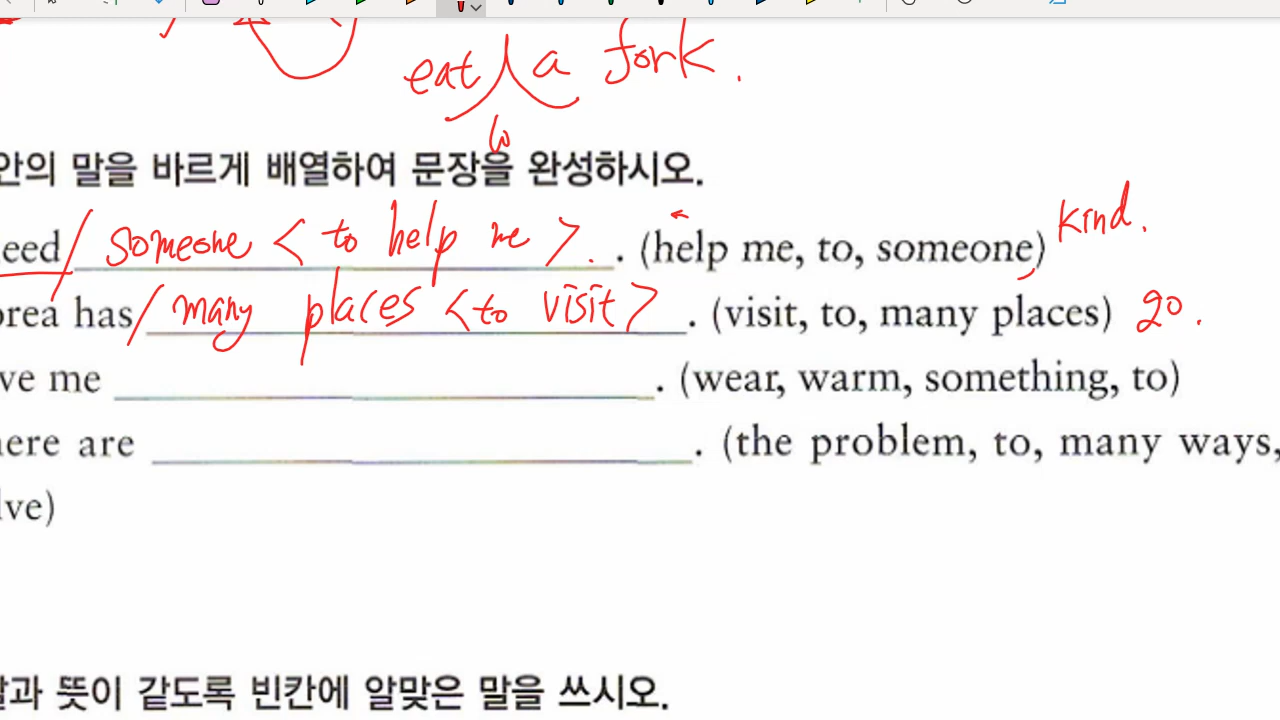 eat a fork.
to
안의 말을 바르게 배열하여 문장을 완성하시오.
eed / someone < to help me >. . (help me, to, someone) kind.
orea has / many places < to visit > . (visit, to, many places) go.
ve me . (wear, warm, something, to)
ere are . (the problem, to, many ways,
lve)
과 뜻이 같도록 빈칸에 알맞은 말을 쓰시오.